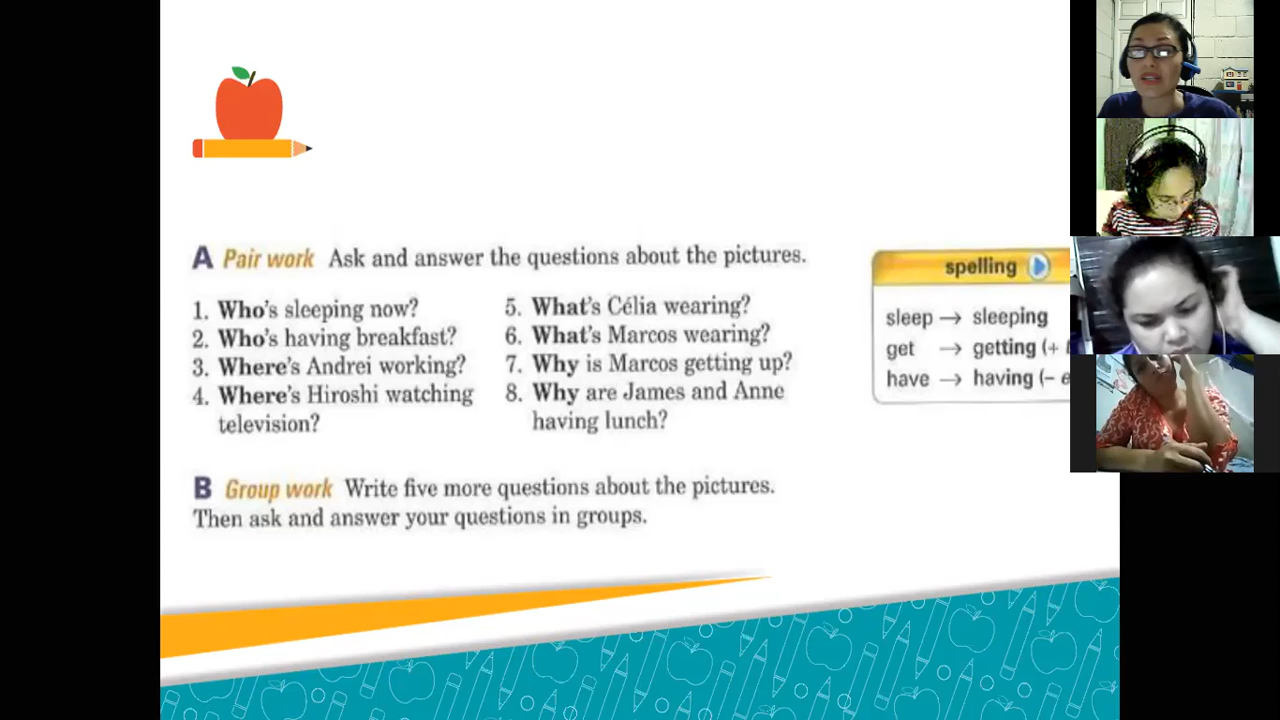 A Pair work Ask and answer the questions about the pictures.
1. Who's sleeping now?
2. Who's having breakfast?
3. Where's Andrei working?
4. Where's Hiroshi watching
television?
5. What's Célia wearing?
6. What's Marcos wearing?
7. Why is Marcos getting up?
8. Why are James and Anne
having lunch?
spelling
sleep → sleeping
get → getting (+
have → having (– e
B Group work Write five more questions about the pictures.
Then ask and answer your questions in groups.